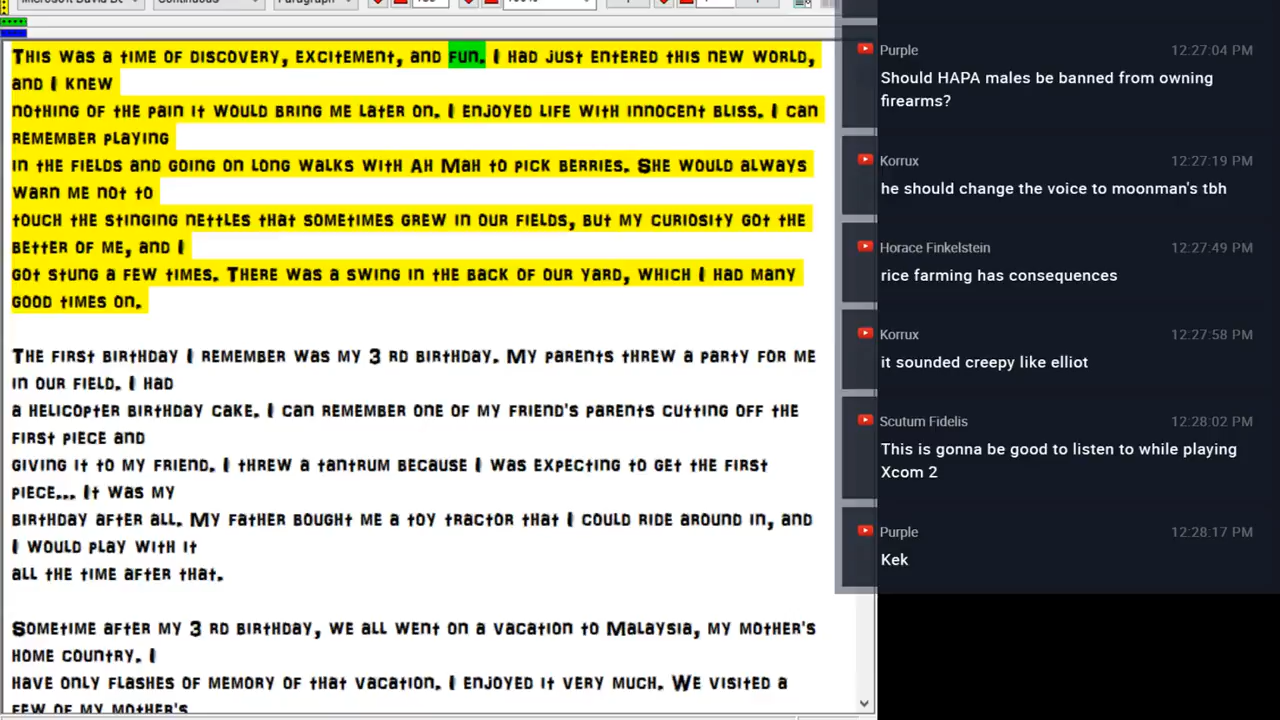 Continuous
Paragraph
This was a time of discovery, excitement, and fun. I had just entered this new world,
and I knew
nothing of the pain it would bring me later on. I enjoyed life with innocent bliss. I can
remember playing
in the fields and going on long walks with Ah Mah to pick berries. She would always
warn me not to
touch the stinging nettles that sometimes grew in our fields, but my curiosity got the
better of me, and I
got stung a few times. There was a swing in the back of our yard, which I had many
good times on.
The first birthday I remember was my 3 rd birthday. My parents threw a party for me
in our field. I had
a helicopter birthday cake. I can remember one of my friend's parents cutting off the
first piece and
giving it to my friend. I threw a tantrum because I was expecting to get the first
piece... It was my
birthday after all. My father bought me a toy tractor that I could ride around in, and
I would play with it
all the time after that.
Sometime after my 3 rd birthday, we all went on a vacation to Malaysia, my mother's
home country. I
have only flashes of memory of that vacation. I enjoyed it very much. We visited a
few of my mother's
Purple 12:27:04 PM
Should HAPA males be banned from owning
firearms?
Korrux 12:27:19 PM
he should change the voice to moonman's tbh
Horace Finkelstein 12:27:49 PM
rice farming has consequences
Korrux 12:27:58 PM
it sounded creepy like elliot
Scutum Fidelis 12:28:02 PM
This is gonna be good to listen to while playing
Xcom 2
Purple 12:28:17 PM
Kek